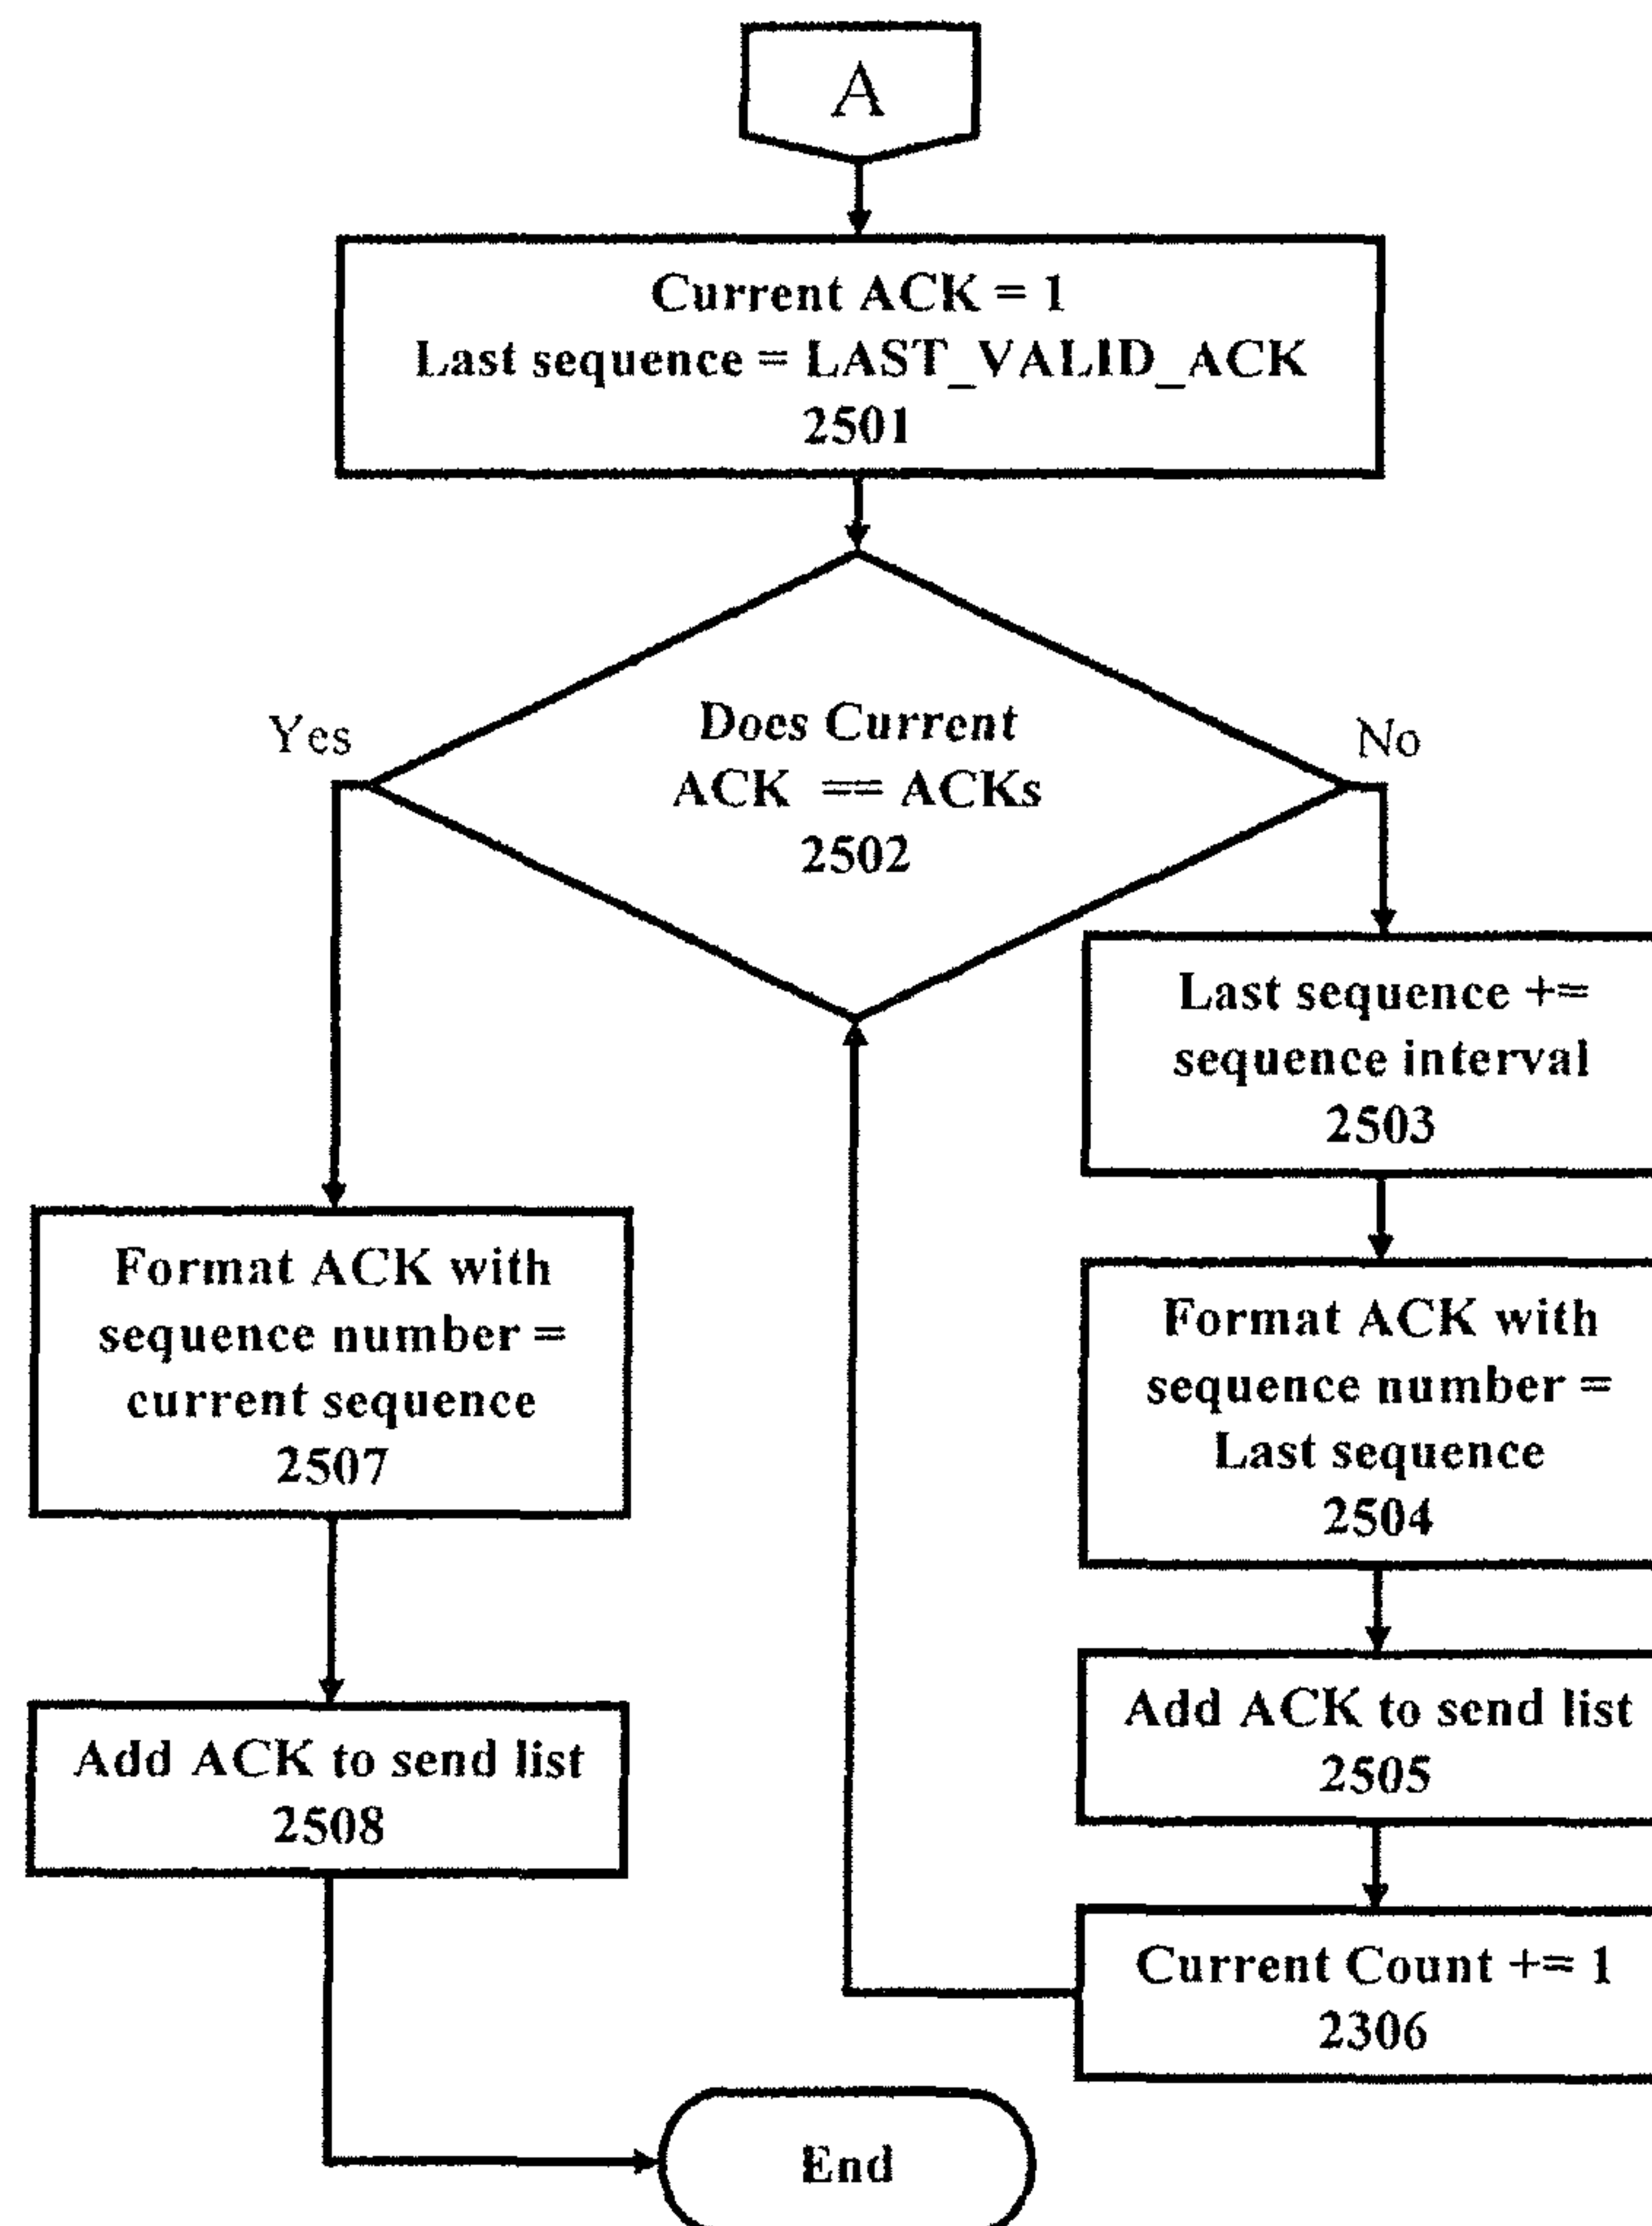 A
Current ACK = 1
Last sequence = LAST_VALID_ACK
2501
Does Current
ACK == ACKs
2502
Yes
No
Last sequence +=
sequence interval
2503
Format ACK with
sequence number =
Last sequence
2504
Add ACK to send list
2505
Current Count += 1
2306
Format ACK with
sequence number =
current sequence
2507
Add ACK to send list
2508
End